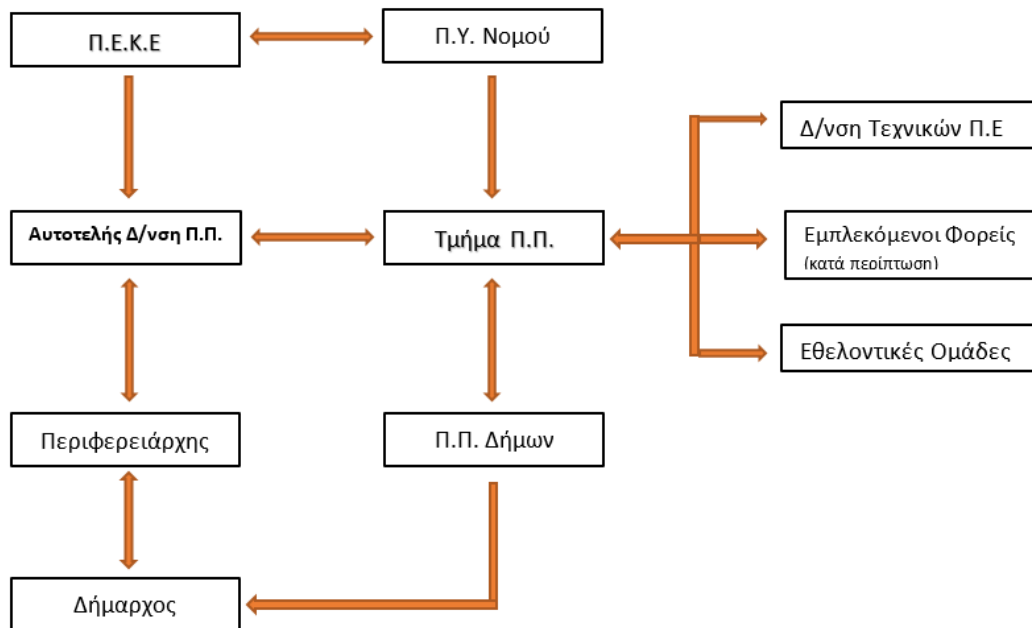 Π.Ε.Κ.Ε
Π.Υ. Νομού
Δ/νση Τεχνικών Π.Ε
Αυτοτελής Δ/νση Π.Π.
Τμήμα Π.Π.
Εμπλεκόμενοι Φορείς
(κατά περίπτωση)
Εθελοντικές Ομάδες
Περιφερειάρχης
Π.Π. Δήμων
Δήμαρχος